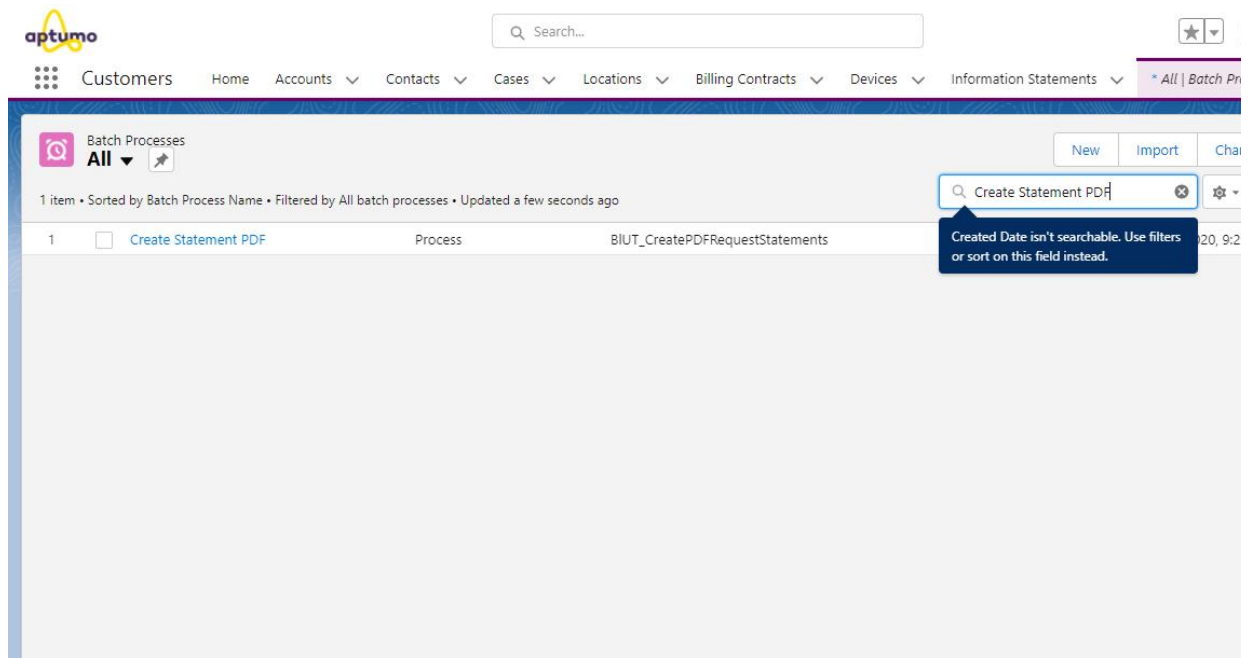 aptumo
Search...
Customers Home Accounts Contacts Cases Locations Billing Contracts Devices Information Statements * All | Batch Pr
Batch Processes
All
New Import Cha
1 item • Sorted by Batch Process Name • Filtered by All batch processes • Updated a few seconds ago
Create Statement PDF
1 Create Statement PDF Process BIUT_CreatePDFRequestStatements 020, 9:2
Created Date isn't searchable. Use filters
or sort on this field instead.